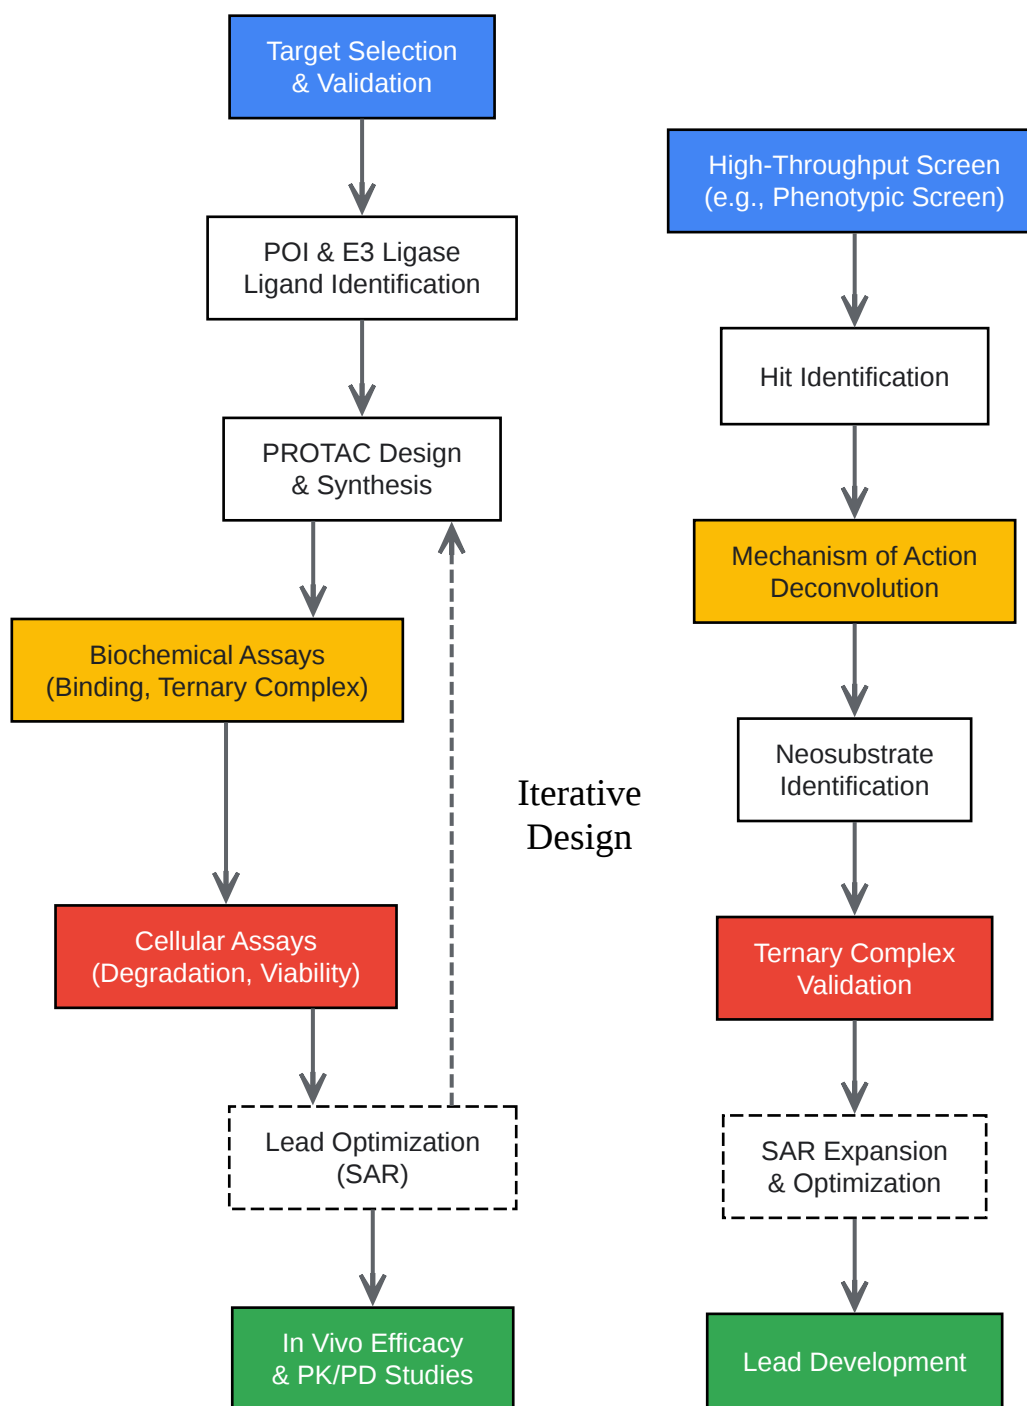 Target Selection
& Validation
POI & E3 Ligase
Ligand Identification
PROTAC Design
& Synthesis
Biochemical Assays
(Binding, Ternary Complex)
Cellular Assays
(Degradation, Viability)
Lead Optimization
(SAR)
In Vivo Efficacy
& PK/PD Studies
Iterative
Design
High-Throughput Screen
(e.g., Phenotypic Screen)
Hit Identification
Mechanism of Action
Deconvolution
Neosubstrate
Identification
Ternary Complex
Validation
SAR Expansion
& Optimization
Lead Development